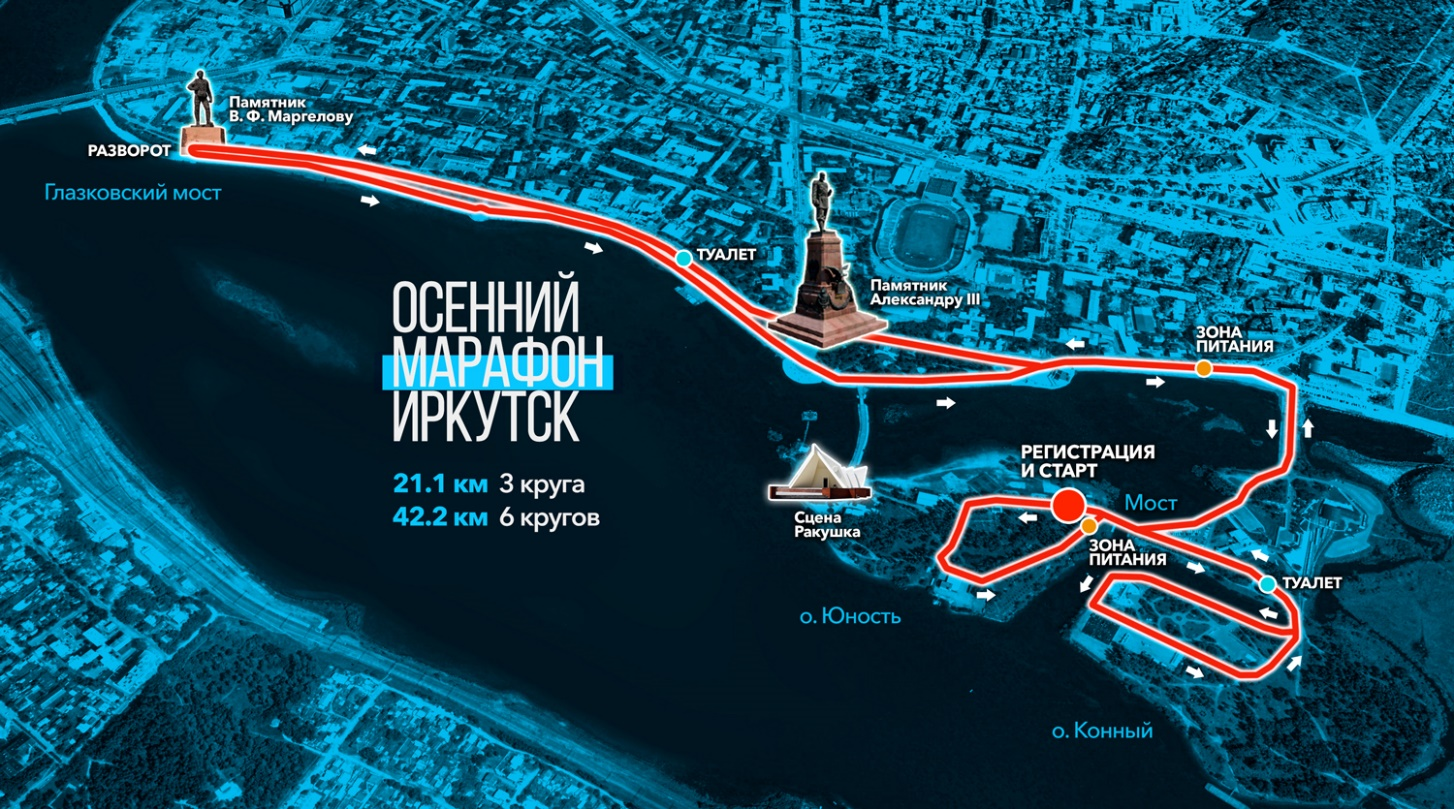 Памятник
В. Ф. Маргелову
РАЗВОРОТ
Глазковский мост
ТУАЛЕТ
Памятник
Александру III
ЗОНА
ПИТАНИЯ
ОСЕННИЙ
МАРАФОН
ИРКУТСК
21.1 км 3 круга
42.2 км 6 кругов
РЕГИСТРАЦИЯ
И СТАРТ
Мост
Сцена
Ракушка
ЗОНА
ПИТАНИЯ
ТУАЛЕТ
о. Юность
о. Конный